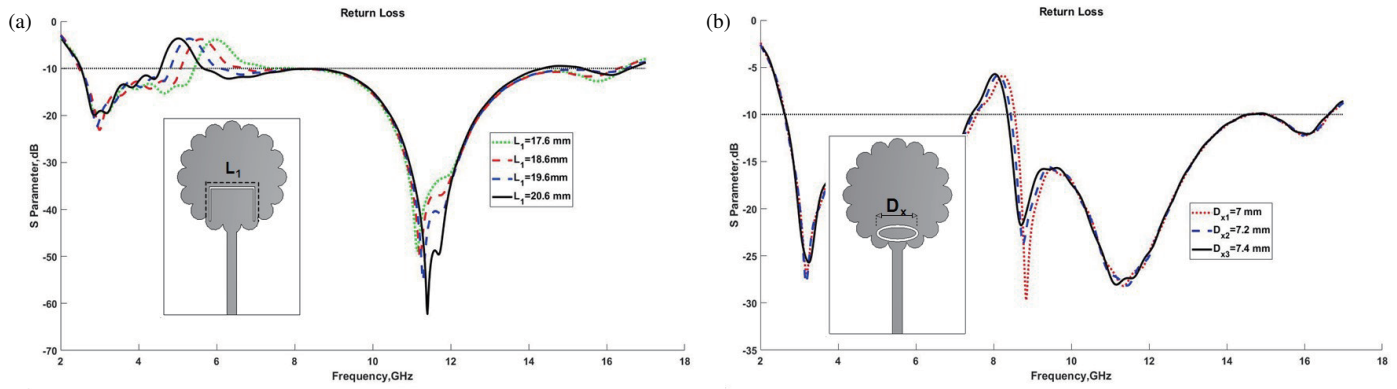 (a)
Return Loss
S Parameter,dB
0
-10
-20
-30
-40
-50
-60
-70
2 4 6 8 10 12 14 16 18
Frequency,GHz
L1
L1=17.6 mm
L1=18.6mm
L1=19.6mm
L1=20.6 mm
(b)
Return Loss
S Parameter,dB
0
-5
-10
-15
-20
-25
-30
-35
2 4 6 8 10 12 14 16 18
Frequency,GHz
Dx
Dx1=7 mm
Dx2=7.2 mm
Dx3=7.4 mm